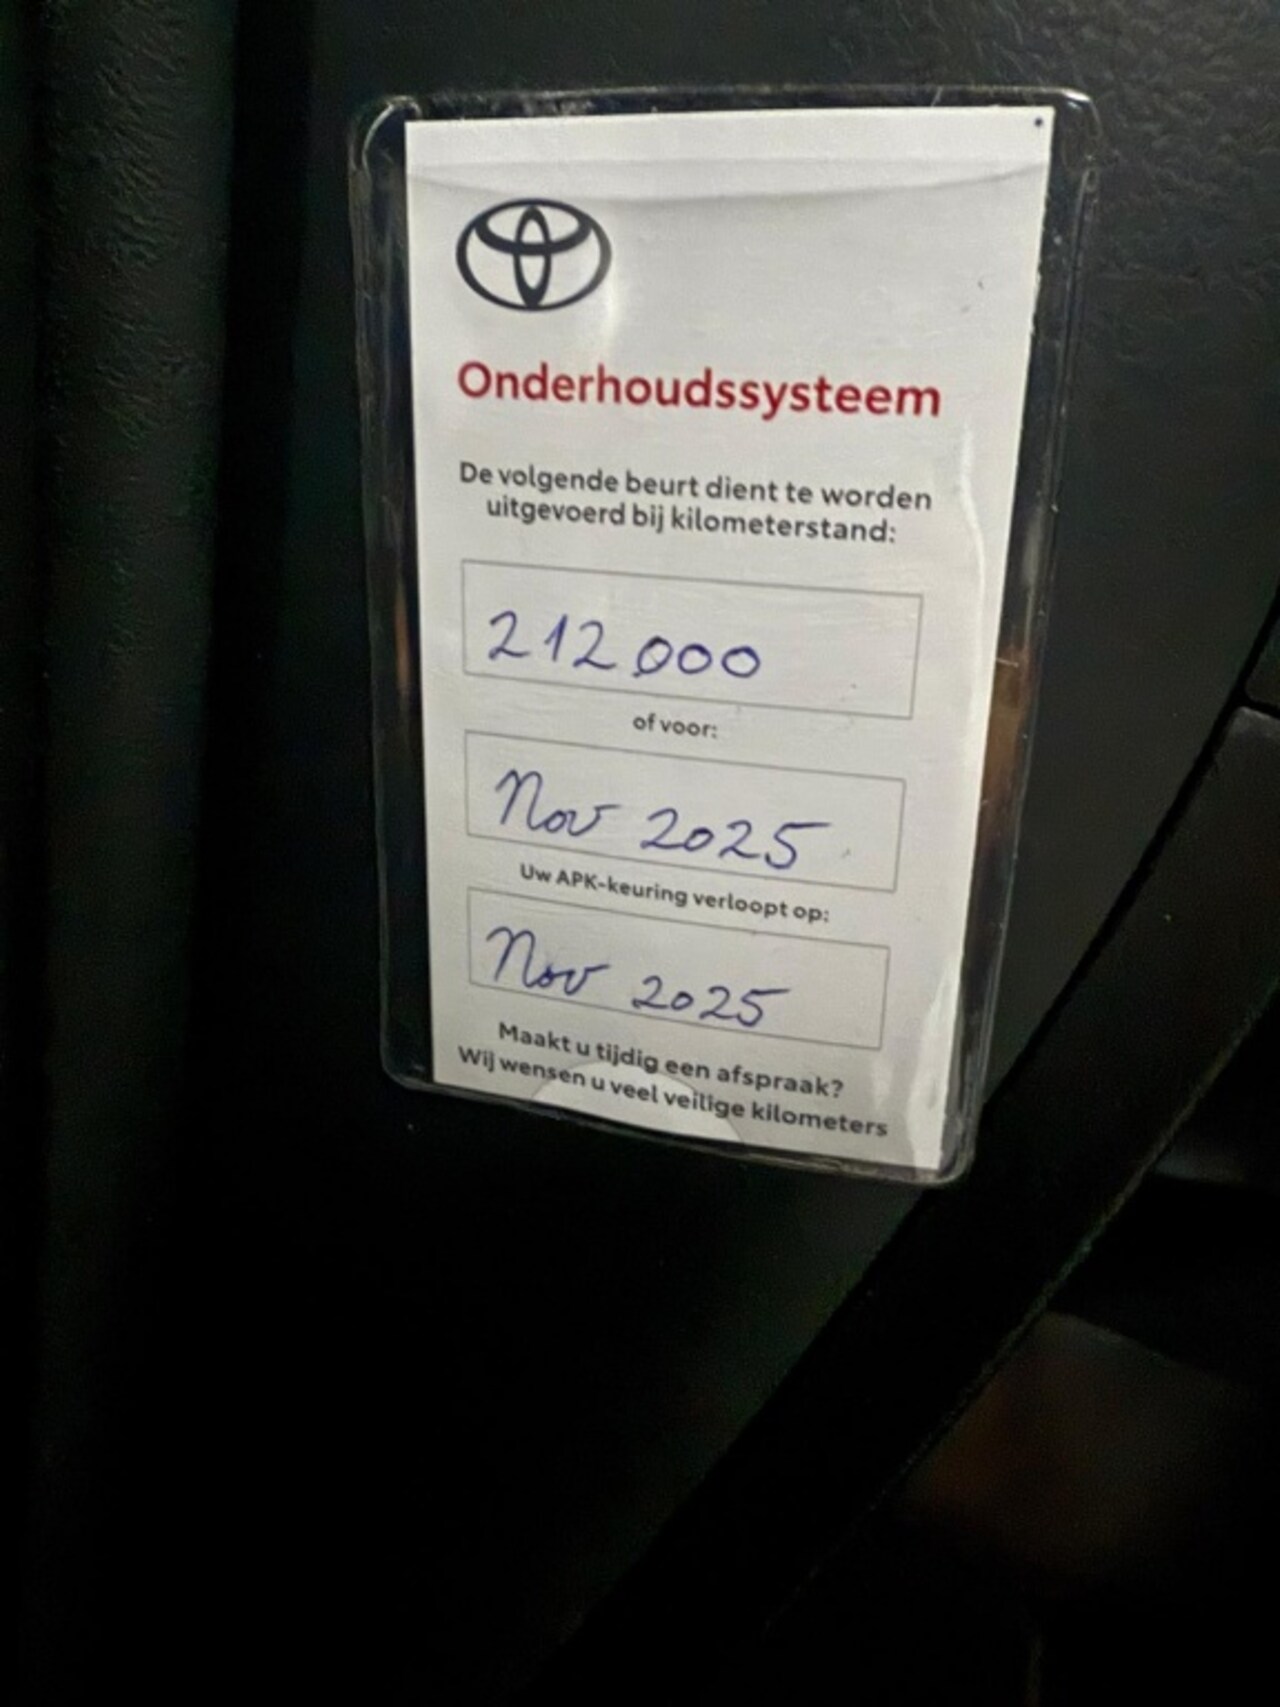 Onderhoudssysteem
De volgende beurt dient te worden
uitgevoerd bij kilometerstand:
212000
of voor:
Nov 2025
Uw APK-keuring verloopt op:
Nov 2025
Maakt u tijdig een afspraak?
Wij wensen u veel veilige kilometers